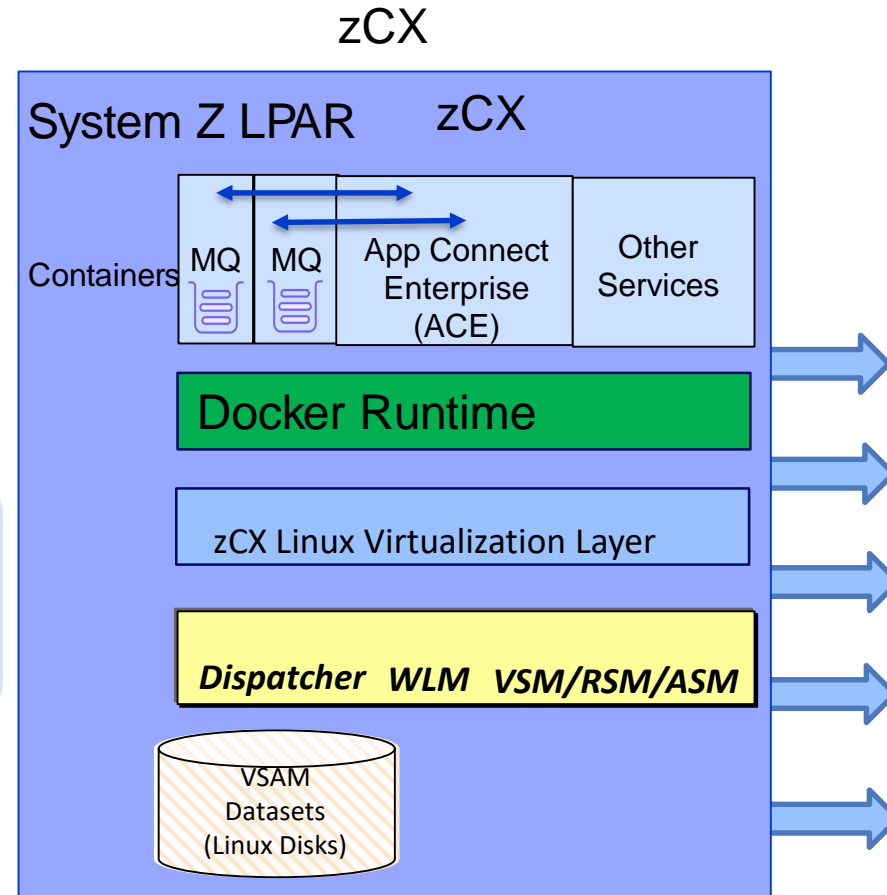 zCX
System Z LPAR
zCX
Containers
MQ
MQ
App Connect
Enterprise
(ACE)
Other
Services
Docker Runtime
zCX Linux Virtualization Layer
Dispatcher WLM VSM/RSM/ASM
VSAM
Datasets
(Linux Disks)